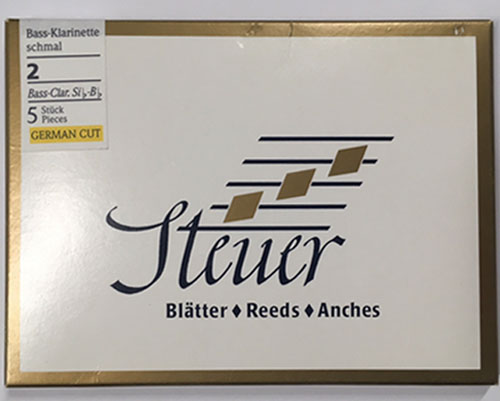 Bass-Klarinette
schmal
2
Bass-Clar. Si♭-B♭
5 Stück
Pieces
GERMAN CUT
Steuer
Blätter ♦ Reeds ♦ Anches